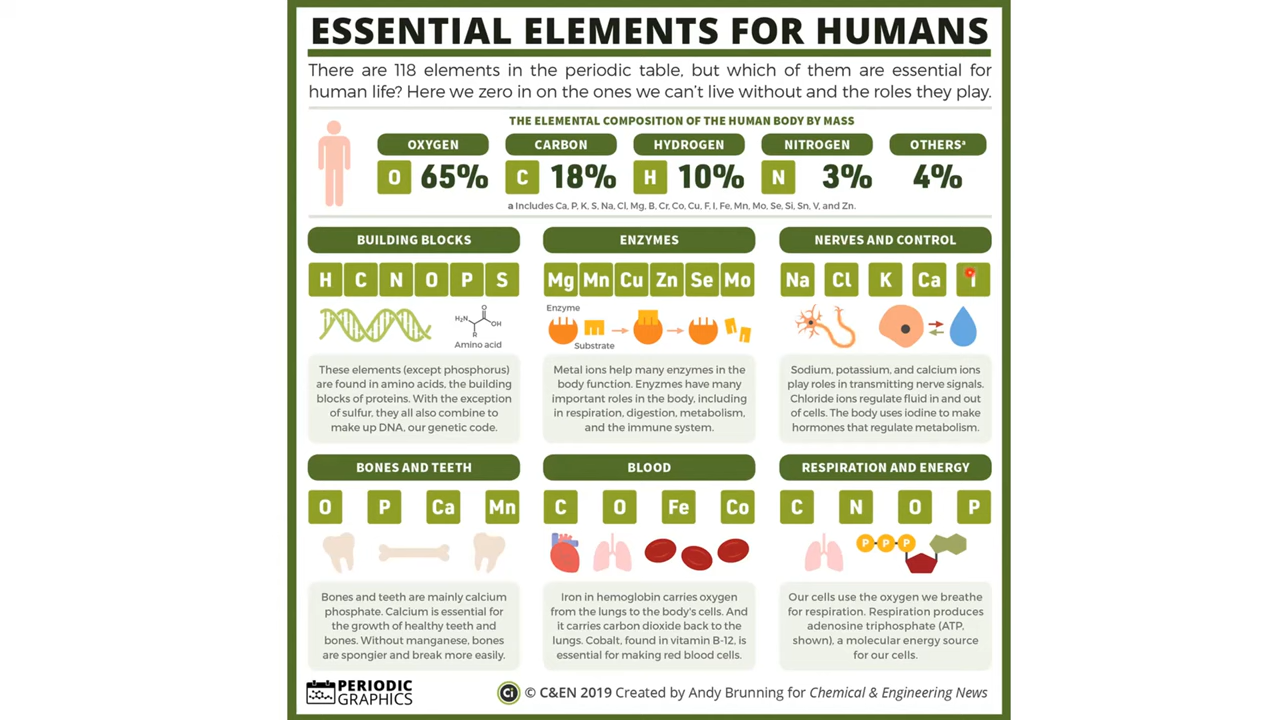 ESSENTIAL ELEMENTS FOR HUMANS
There are 118 elements in the periodic table, but which of them are essential for
human life? Here we zero in on the ones we can't live without and the roles they play.
THE ELEMENTAL COMPOSITION OF THE HUMAN BODY BY MASS
OXYGEN
O 65%
CARBON
C 18%
HYDROGEN
H 10%
NITROGEN
N 3%
OTHERSᵃ
4%
a Includes Ca, P, K, S, Na, Cl, Mg, B, Cr, Co, Cu, F, I, Fe, Mn, Mo, Se, Si, Sn, V, and Zn.
BUILDING BLOCKS
H C N O P S
H₂N
O
OH
R
Amino acid
These elements (except phosphorus)
are found in amino acids, the building
blocks of proteins. With the exception
of sulfur, they all also combine to
make up DNA, our genetic code.
ENZYMES
Mg Mn Cu Zn Se Mo
Enzyme
Substrate
Metal ions help many enzymes in the
body function. Enyzmes have many
important roles in the body, including
in respiration, digestion, metabolism,
and the immune system.
NERVES AND CONTROL
Na Cl K Ca I
Sodium, potassium, and calcium ions
play roles in transmitting nerve signals.
Chloride ions regulate fluid in and out
of cells. The body uses iodine to make
hormones that regulate metabolism.
BONES AND TEETH
O P Ca Mn
Bones and teeth are mainly calcium
phosphate. Calcium is essential for
the growth of healthy teeth and
bones. Without manganese, bones
are spongier and break more easily.
BLOOD
C O Fe Co
Iron in hemoglobin carries oxygen
from the lungs to the body's cells. And
it carries carbon dioxide back to the
lungs. Cobalt, found in vitamin B-12, is
essential for making red blood cells.
RESPIRATION AND ENERGY
C N O P
P P P
Our cells use the oxygen we breathe
for respiration. Respiration produces
adenosine triphosphate (ATP,
shown), a molecular energy source
for our cells.
PERIODIC
GRAPHICS
Ci © C&EN 2019 Created by Andy Brunning for Chemical & Engineering News